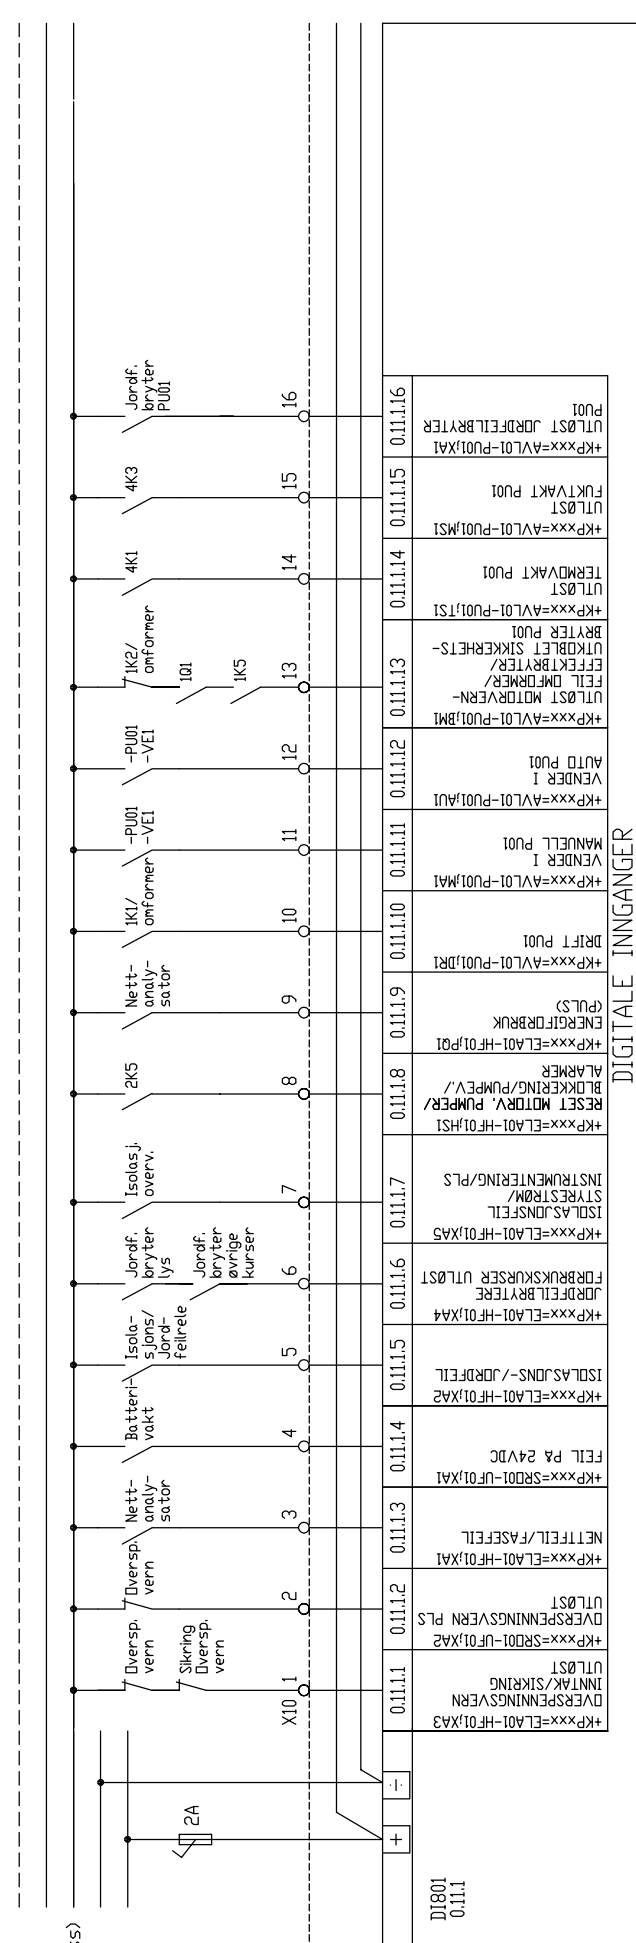 Jordf.
bryter
PU01
16
0.11.1.16
+KPxxx=AVL01-PU01;XA1
UTLØST JORDFEILBRYTER
PU01
4K3
15
0.11.1.15
+KPxxx=AVL01-PU01;MS1
UTLØST
FUKTVAKT PU01
4K1
14
0.11.1.14
+KPxxx=AVL01-PU01;TS1
UTLØST
TERMOVAKT PU01
1K2/
omformer
1Q1
1K5
13
0.11.1.13
+KPxxx=AVL01-PU01;BM1
UTLØST MOTORVERN-
FEIL OMFORMER/
EFFEKTBRYTER/
UTKOBLET SIKKERHETS-
BRYTER PU01
-PU01
-VE1
12
0.11.1.12
+KPxxx=AVL01-PU01;AU1
VENDER I
AUTO PU01
-PU01
-VE1
11
0.11.1.11
+KPxxx=AVL01-PU01;MA1
VENDER I
MANUELL PU01
1K1/
omformer
10
0.11.1.10
+KPxxx=AVL01-PU01;DR1
DRIFT PU01
Nett-
analy-
sator
9
0.11.1.9
+KPxxx=ELA01-HF01;PQ1
ENERGIFORBRUK
(PULS)
2K5
8
0.11.1.8
+KPxxx=ELA01-HF01;HS1
RESET MOTORV. PUMPER/
BLOKKERING/PUMPEV./
ALARMER
Isolasj.
overv.
7
0.11.1.7
+KPxxx=ELA01-HF01;XA5
ISOLASJONSFEIL
STYRESTRØM/
INSTRUMENTERING/PLS
Jordf.
bryter
lys
Jordf.
bryter
øvrige
kurser
6
0.11.1.6
+KPxxx=ELA01-HF01;XA4
JORDFEILBRYTERE
FORBRUKSKURSER UTLØST
Isola-
sjons/
Jord-
feilrele
5
0.11.1.5
+KPxxx=ELA01-HF01;XA2
ISOLASJONS-/JORDFEIL
Batteri-
vakt
4
0.11.1.4
+KPxxx=SRO01-UF01;XA1
FEIL PÅ 24VDC
Nett-
analy-
sator
3
0.11.1.3
+KPxxx=ELA01-HF01;XA1
NETTFEIL/FASEFEIL
Oversp.
vern
2
0.11.1.2
+KPxxx=SRO01-UF01;XA2
OVERSPENNINGSVERN PLS
UTLØST
Oversp.
vern
Sikring
Oversp.
vern
X10 1
0.11.1.1
+KPxxx=ELA01-HF01;XA3
OVERSPENNINGSVERN
INNTAK/SIKRING
UTLØST
DIGITALE INNGANGER
-
2A
+
DI801
0.11.1